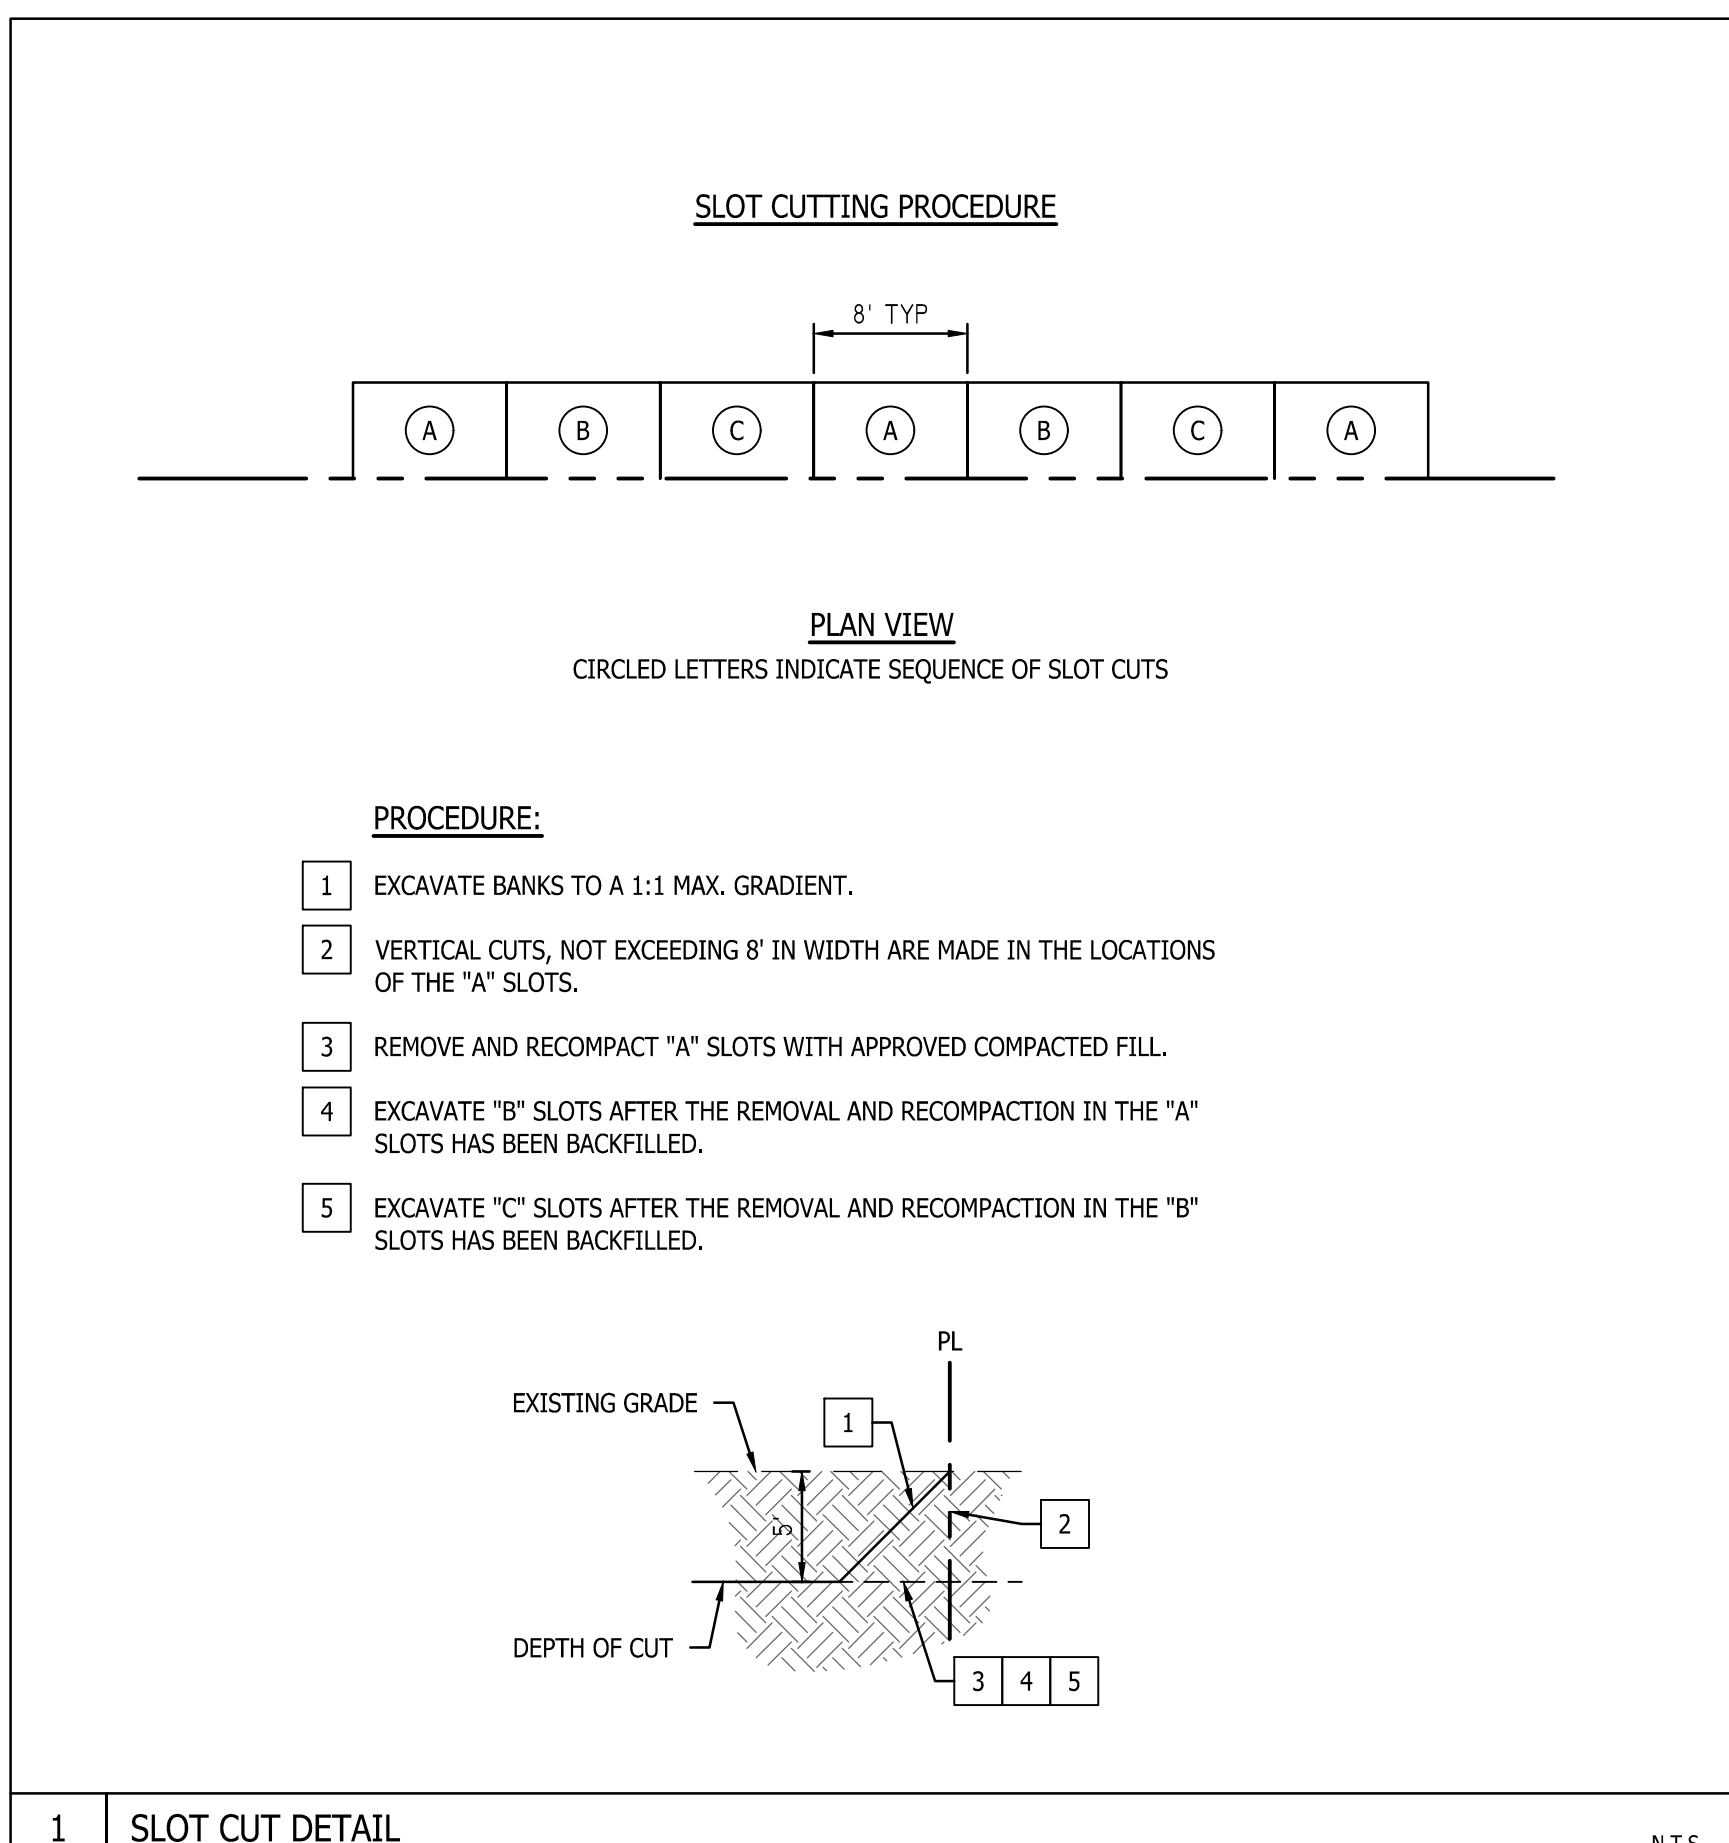 SLOT CUTTING PROCEDURE
8' TYP
A B C A B C A
PLAN VIEW
CIRCLED LETTERS INDICATE SEQUENCE OF SLOT CUTS
PROCEDURE:
1 EXCAVATE BANKS TO A 1:1 MAX. GRADIENT.
2 VERTICAL CUTS, NOT EXCEEDING 8' IN WIDTH ARE MADE IN THE LOCATIONS
OF THE "A" SLOTS.
3 REMOVE AND RECOMPACT "A" SLOTS WITH APPROVED COMPACTED FILL.
4 EXCAVATE "B" SLOTS AFTER THE REMOVAL AND RECOMPACTION IN THE "A"
SLOTS HAS BEEN BACKFILLED.
5 EXCAVATE "C" SLOTS AFTER THE REMOVAL AND RECOMPACTION IN THE "B"
SLOTS HAS BEEN BACKFILLED.
PL
EXISTING GRADE
1
5'
2
DEPTH OF CUT
3 4 5
1 SLOT CUT DETAIL
N.T.S.